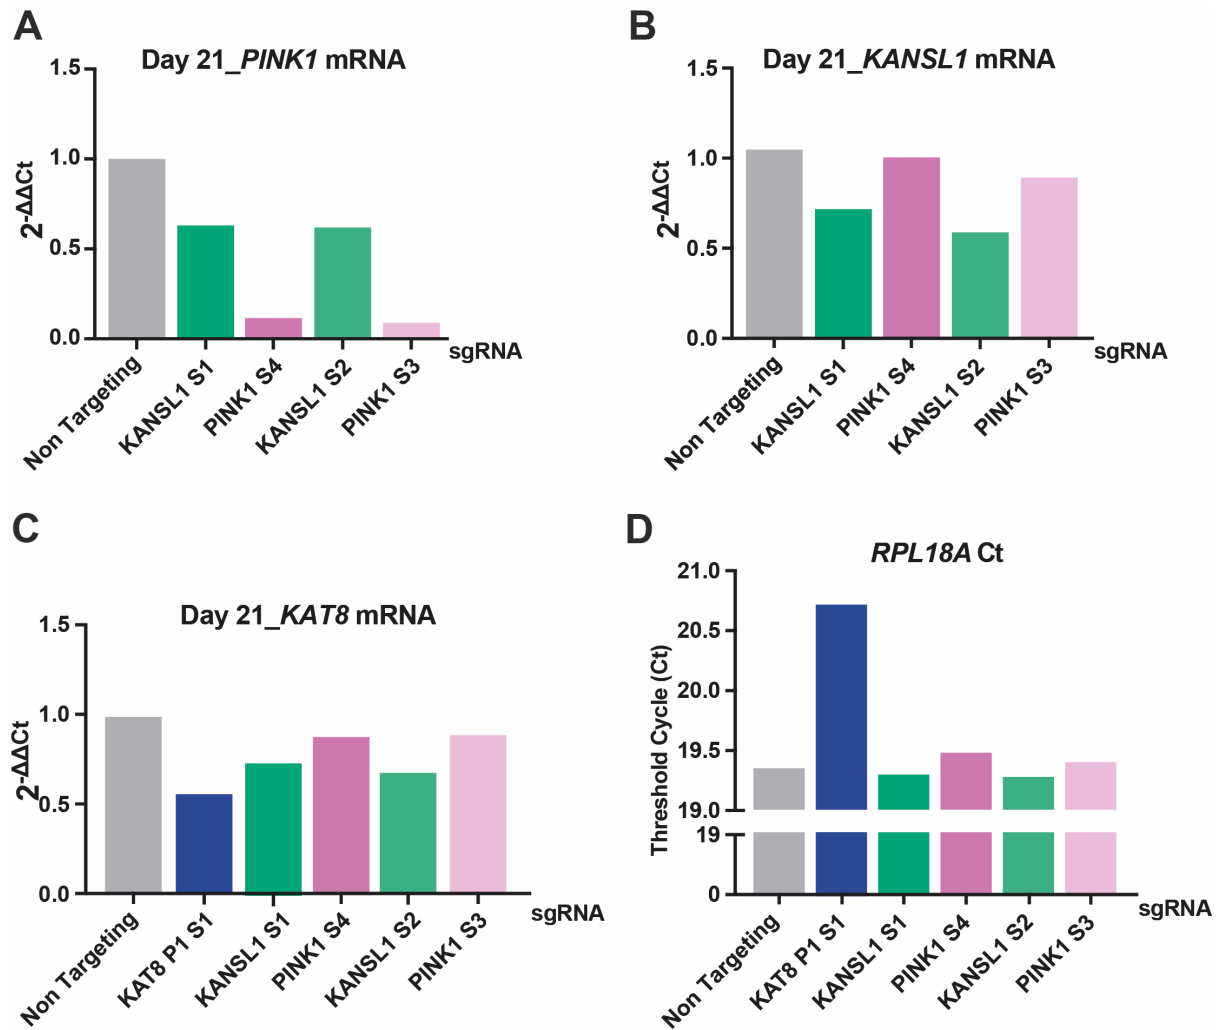 A
Day 21_PINK1 mRNA
1.5
1.0
0.5
0.0
2-ΔΔCt
sgRNA
Non Targeting
KANSL1 S1
PINK1 S4
KANSL1 S2
PINK1 S3
B
Day 21_KANSL1 mRNA
1.5
1.0
0.5
0.0
2-ΔΔCt
sgRNA
Non Targeting
KANSL1 S1
PINK1 S4
KANSL1 S2
PINK1 S3
C
Day 21_KAT8 mRNA
1.5
1.0
0.5
0.0
2-ΔΔCt
sgRNA
Non Targeting
KAT8 P1 S1
KANSL1 S1
PINK1 S4
KANSL1 S2
PINK1 S3
D
RPL18A Ct
21.0
20.5
20.0
19.5
19.0
19
0
Threshold Cycle (Ct)
sgRNA
Non Targeting
KAT8 P1 S1
KANSL1 S1
PINK1 S4
KANSL1 S2
PINK1 S3